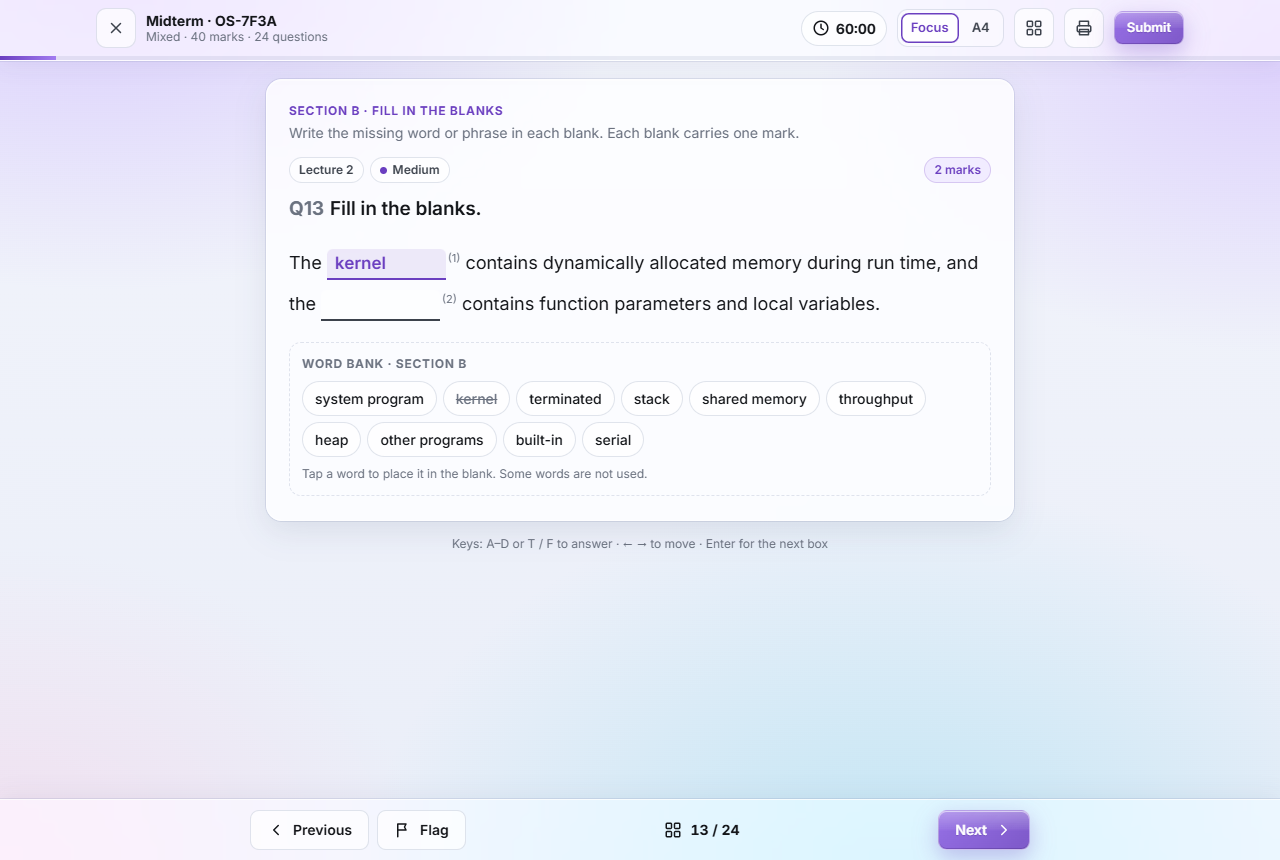 Midterm · OS-7F3A
Mixed · 40 marks · 24 questions
60:00
Focus
A4
Submit
SECTION B · FILL IN THE BLANKS
Write the missing word or phrase in each blank. Each blank carries one mark.
Lecture 2
Medium
2 marks
Q13 Fill in the blanks.
The kernel (1) contains dynamically allocated memory during run time, and
the (2) contains function parameters and local variables.
WORD BANK · SECTION B
system program kernel terminated stack shared memory throughput
heap other programs built-in serial
Tap a word to place it in the blank. Some words are not used.
Keys: A–D or T / F to answer · ← → to move · Enter for the next box
Previous
Flag
13 / 24
Next